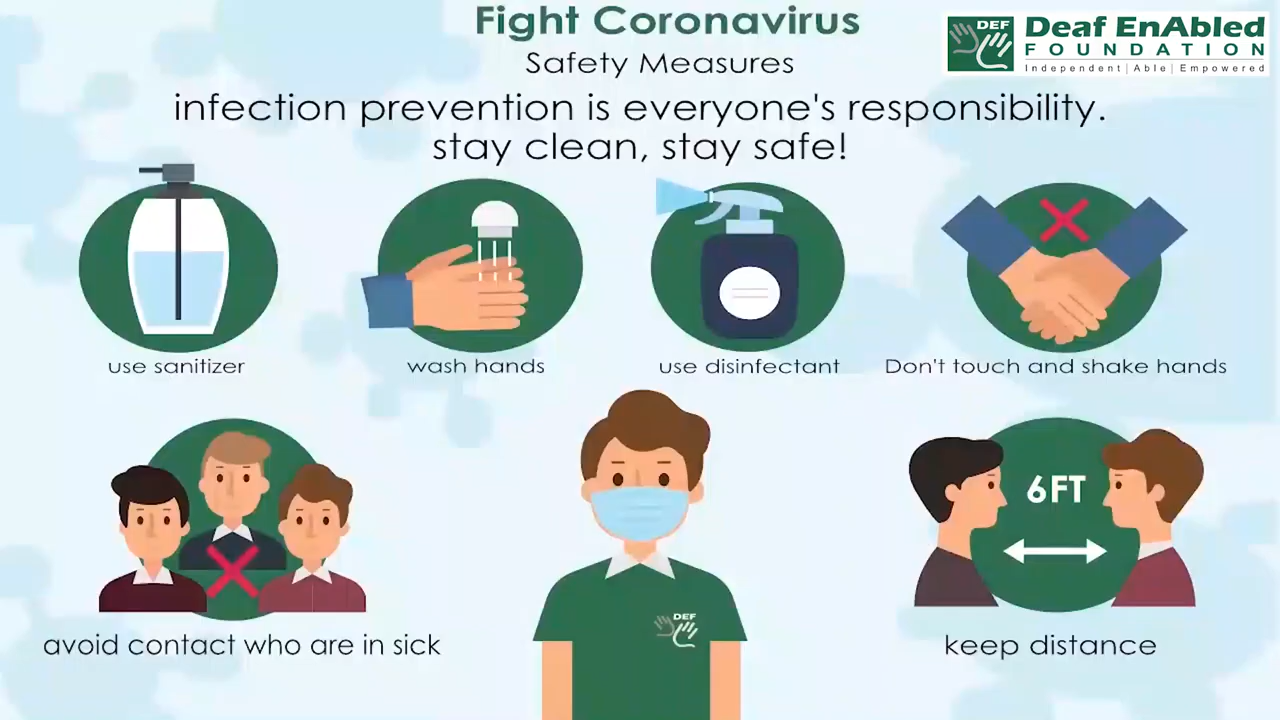 Fight Coronavirus
Safety Measures
DEF
Deaf EnAbled
FOUNDATION
Independent | Able | Empowered
infection prevention is everyone's responsibility.
stay clean, stay safe!
use sanitizer
wash hands
use disinfectant
Don't touch and shake hands
6FT
DEF
avoid contact who are in sick
keep distance